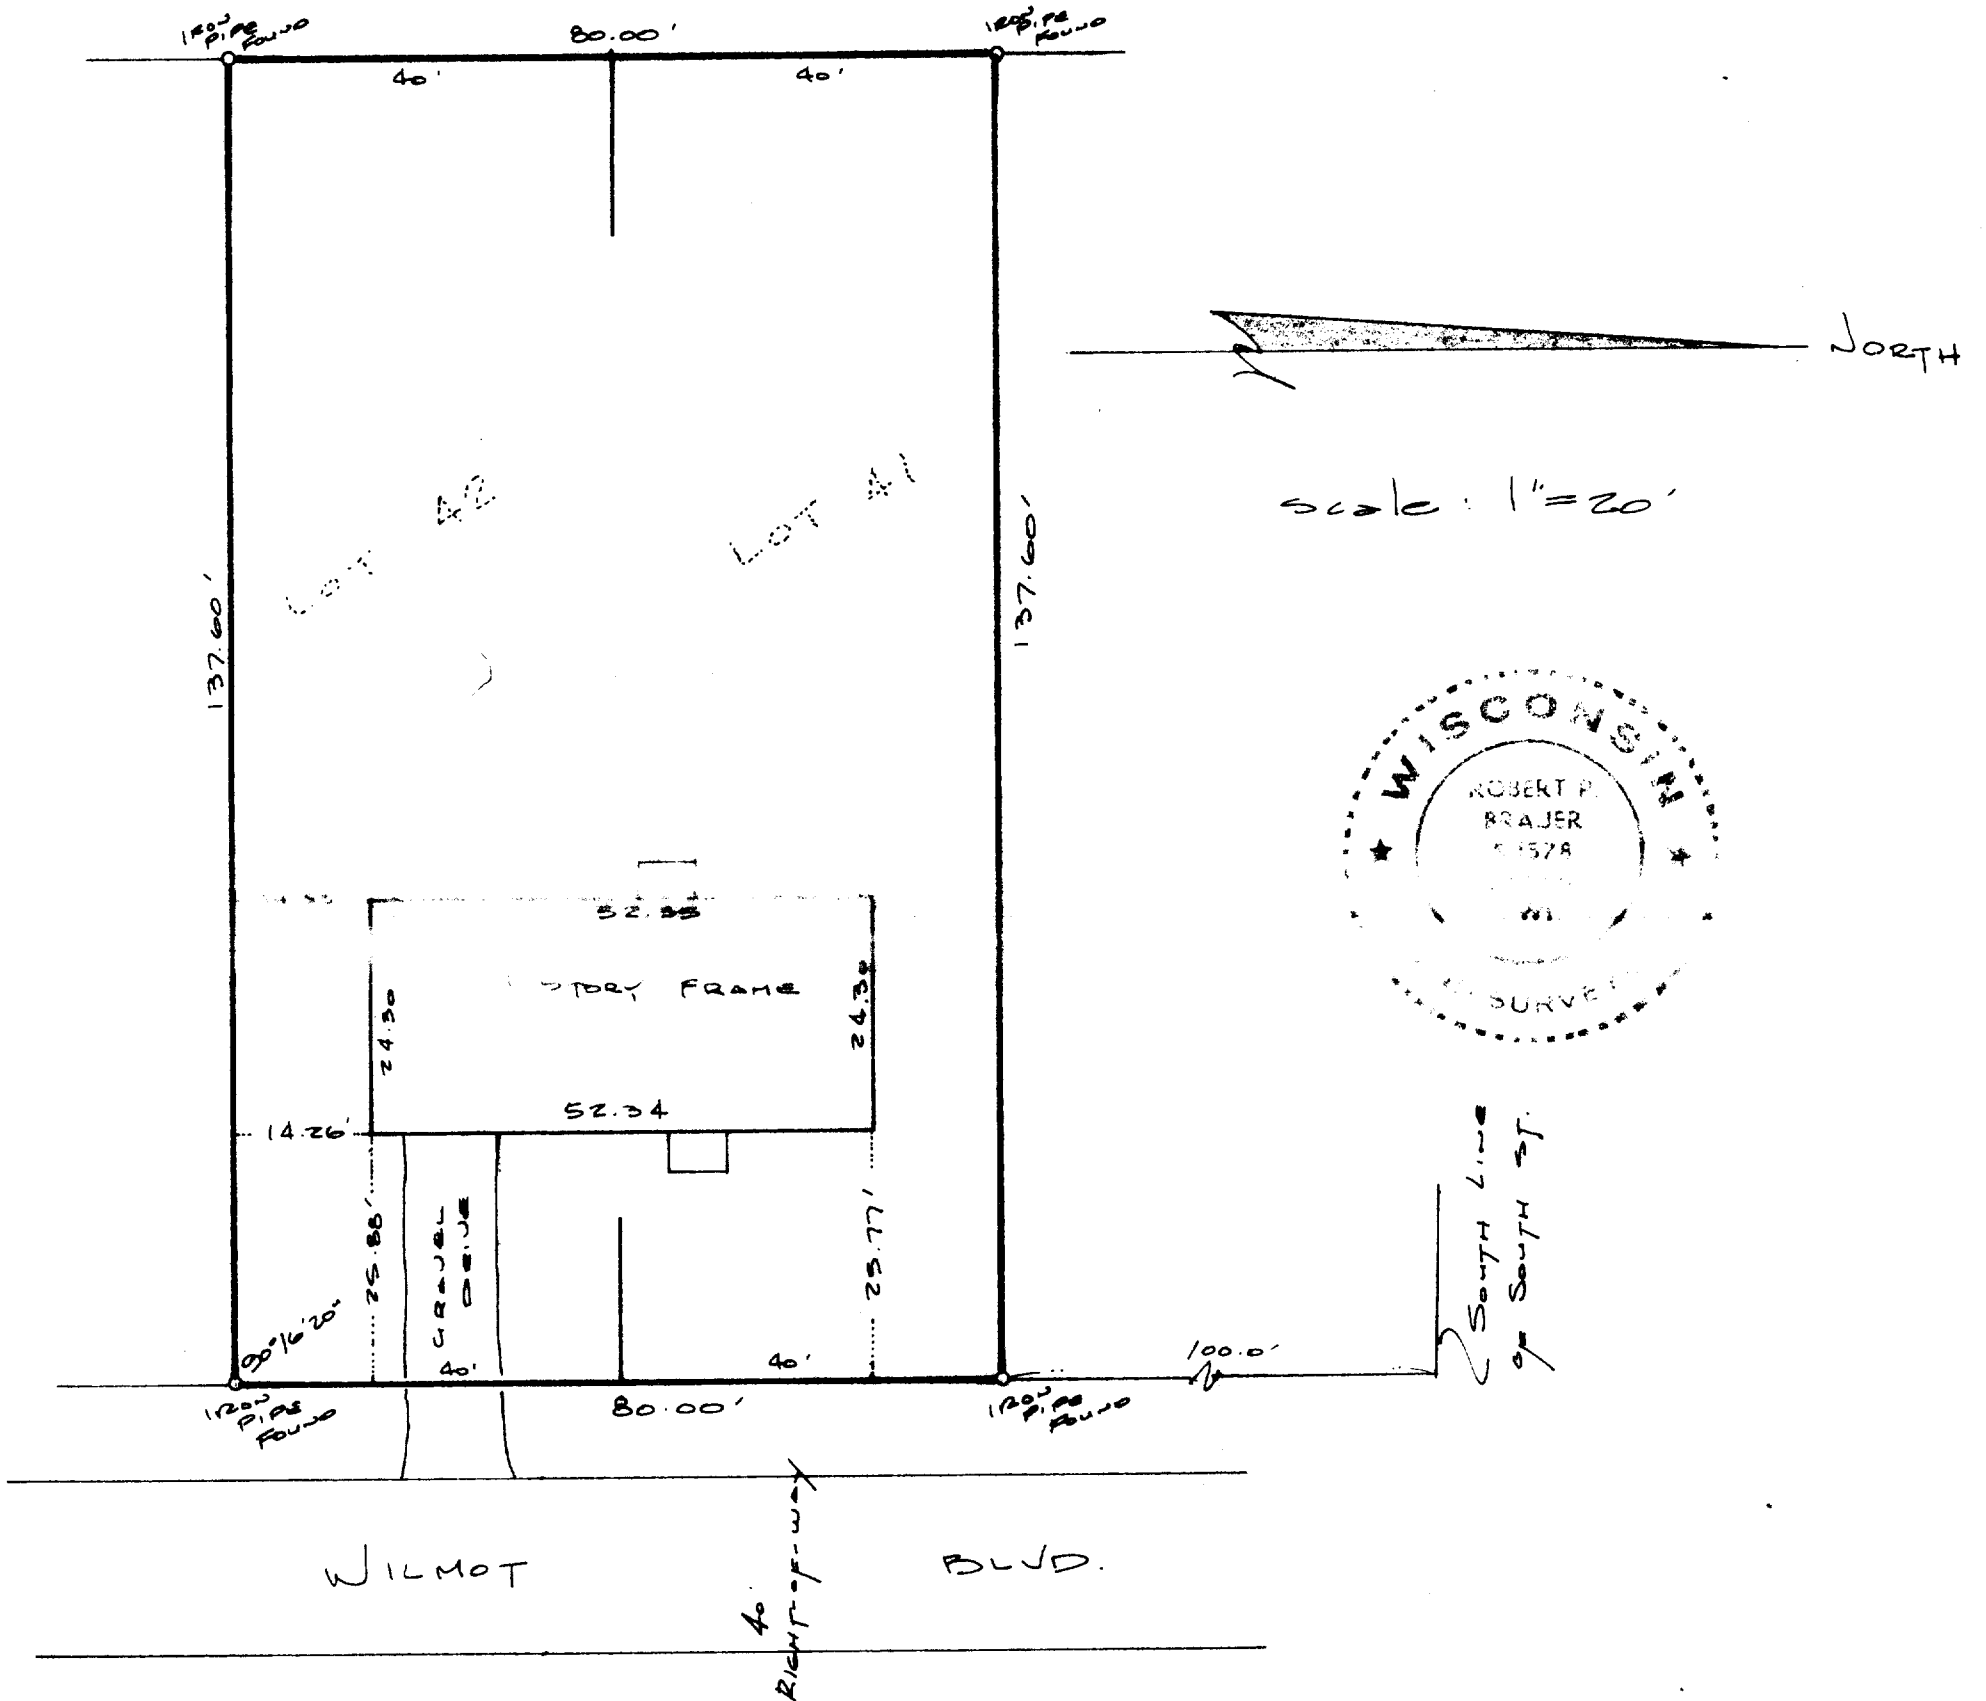 IRON
PIPE
FOUND
80.00'
IRON
PIPE
FOUND
40'
40'
NORTH
Scale: 1"=20'
LOT 42
LOT 41
137.60'
137.60'
WISCONSIN
ROBERT P.
BRAJER
WI.
SURVE
52.35
STORY FRAME
24.30
24.30
52.34
14.26'
25.88'
GRAVEL
DRIVE
25.77'
SOUTH LINE
OF SOUTH ST.
90°16'20"
40'
40'
100.0'
IRON
PIPE
FOUND
80.00'
IRON
PIPE
FOUND
WILMOT BLVD.
40'
RIGHT-OF-WAY